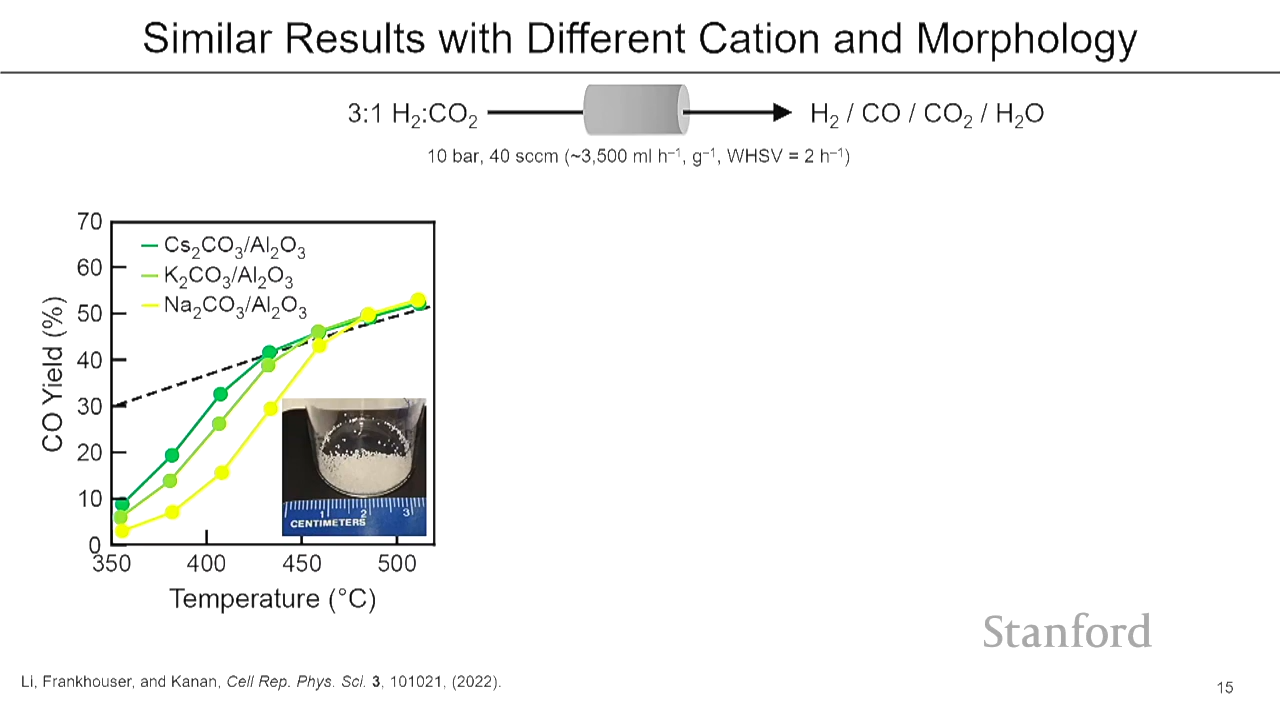 Similar Results with Different Cation and Morphology
3:1 H₂:CO₂
H₂ / CO / CO₂ / H₂O
10 bar, 40 sccm (~3,500 ml h⁻¹, g⁻¹, WHSV = 2 h⁻¹)
70
60
50
40
30
20
10
0
CO Yield (%)
Cs₂CO₃/Al₂O₃
K₂CO₃/Al₂O₃
Na₂CO₃/Al₂O₃
1 2 3
CENTIMETERS
350 400 450 500
Temperature (°C)
Stanford
Li, Frankhouser, and Kanan, Cell Rep. Phys. Sci. 3, 101021, (2022).
15